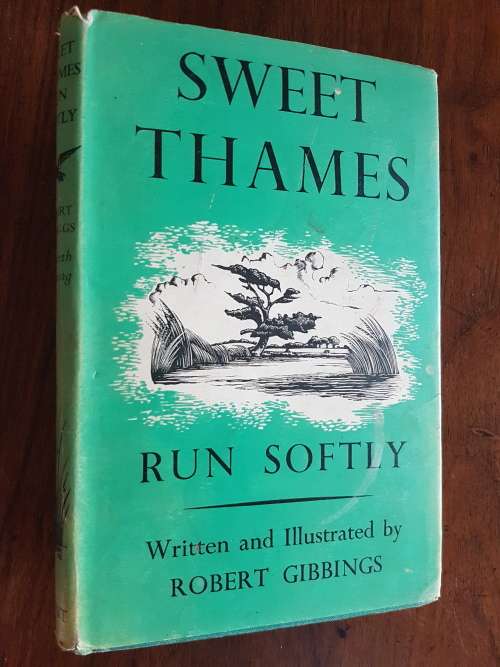 SWEET
THAMES
RUN SOFTLY
Written and Illustrated by
ROBERT GIBBINGS